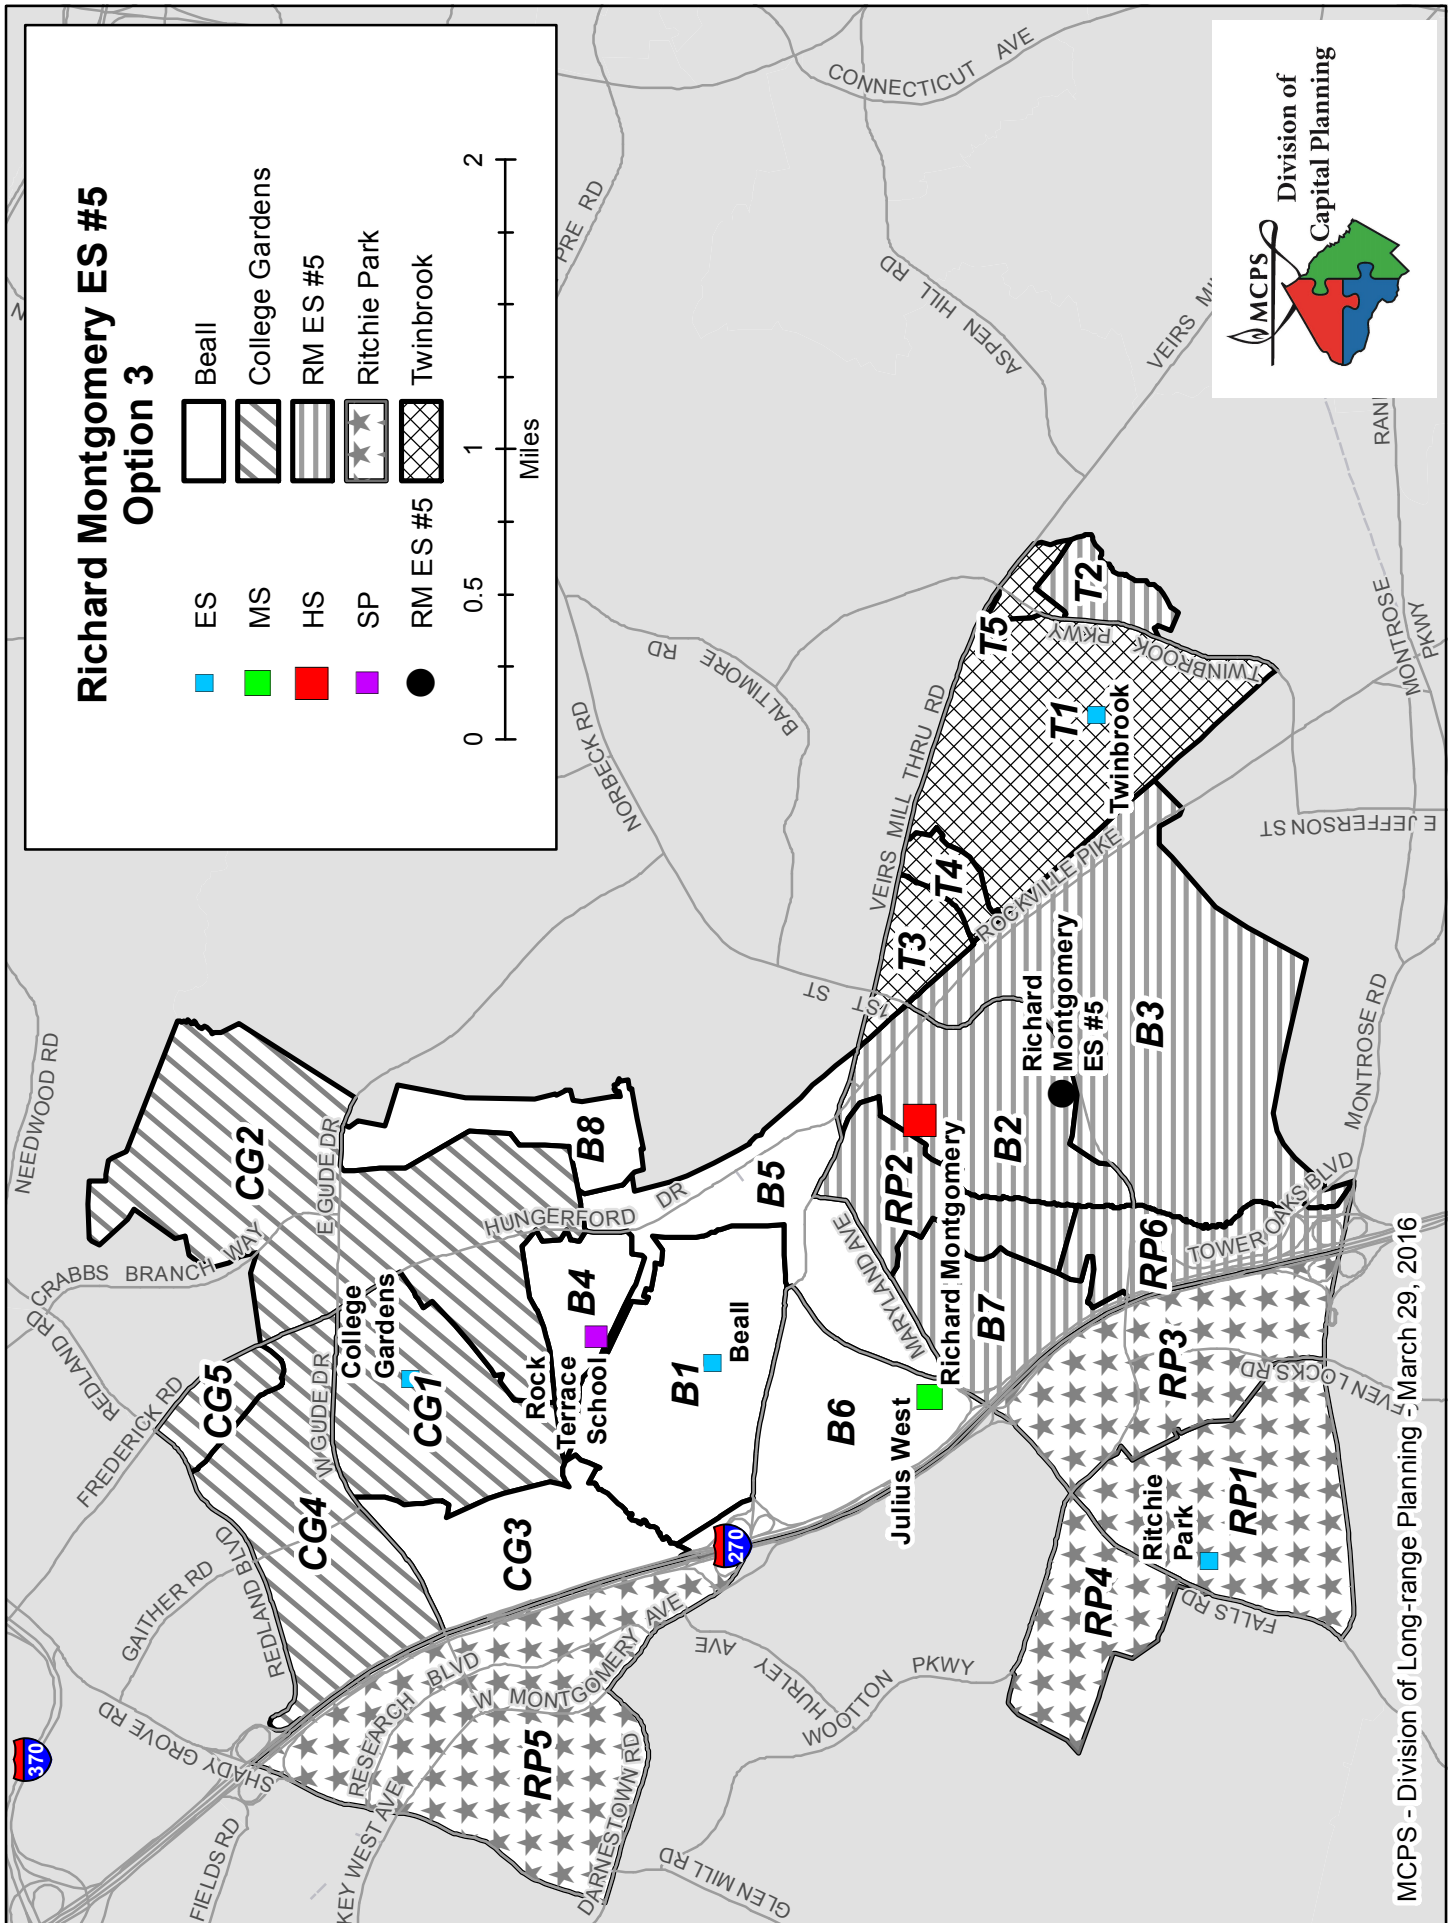 Richard Montgomery ES #5
Option 3
ES
MS
HS
SP
RM ES #5
Beall
College Gardens
RM ES #5
Ritchie Park
Twinbrook
0
0.5
1
2
Miles
MCPS
Division of
Capital Planning
370
270
NEEDWOOD RD
CRABBS BRANCH WAY
REDLAND RD
FREDERICK RD
GAITHER RD
REDLAND BLVD
SHADY GROVE RD
FIELDS RD
KEY WEST AVE
RESEARCH BLVD
W MONTGOMERY AVE
DARNESTOWN RD
GLEN MILL RD
HURLEY AVE
WOOTTON PKWY
FALLS RD
SEVEN LOCKS RD
MONTROSE RD
TOWER OAKS BLVD
E GUDE DR
W GUDE DR
HUNGERFORD DR
MARYLAND AVE
1ST ST
NORBECK RD
BALTIMORE RD
VEIRS MILL THRU RD
ROCKVILLE PIKE
TWINBROOK PKWY
E JEFFERSON ST
MONTROSE PKWY
VEIRS MI
ASPEN HILL RD
CONNECTICUT AVE
PRE RD
RAN
N
CG2
CG5
CG4
CG1
CG3
College
Gardens
B8
B4
B5
B1
B6
Beall
Rock
Terrace
School
Julius West
Richard Montgomery
RP2
B2
B7
B3
RP6
Richard
Montgomery
ES #5
T3
T4
T1
T5
T2
Twinbrook
RP3
RP1
RP4
RP5
Ritchie
Park
MCPS - Division of Long-range Planning - March 29, 2016